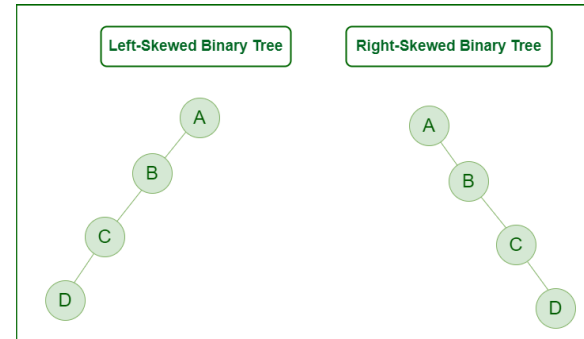 Left-Skewed Binary Tree
Right-Skewed Binary Tree
A
B
C
D
A
B
C
D